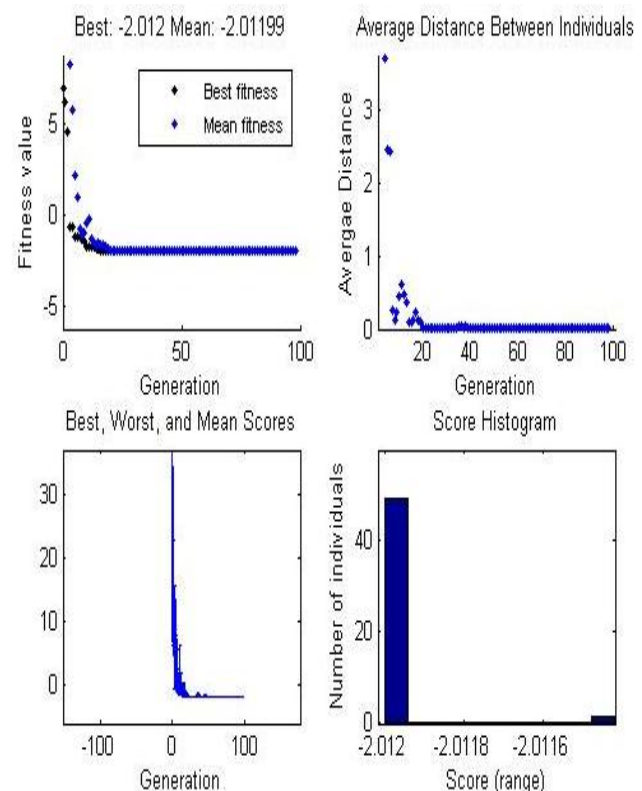 Best: -2.012 Mean: -2.01199
Fitness value
5
0
-5
Best fitness
Mean fitness
0 50 100
Generation
Average Distance Between Individuals
Avergae Distance
3
2
1
0
20 40 60 80 100
Generation
Best, Worst, and Mean Scores
30
20
10
0
-100 0 100
Generation
Score Histogram
Number of individuals
40
20
0
-2.012 -2.0118 -2.0116
Score (range)